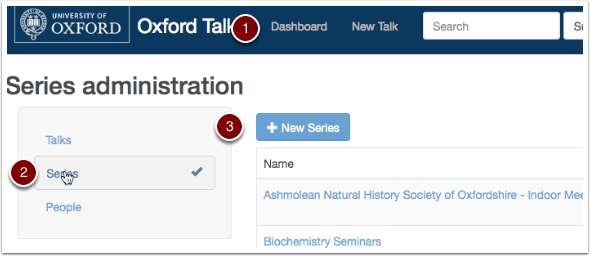 UNIVERSITY OF
OXFORD
Oxford Talk
1
Dashboard
New Talk
Search
Series administration
Talks
2
Series
People
3
+ New Series
Name
Ashmolean Natural History Society of Oxfordshire - Indoor
Biochemistry Seminars